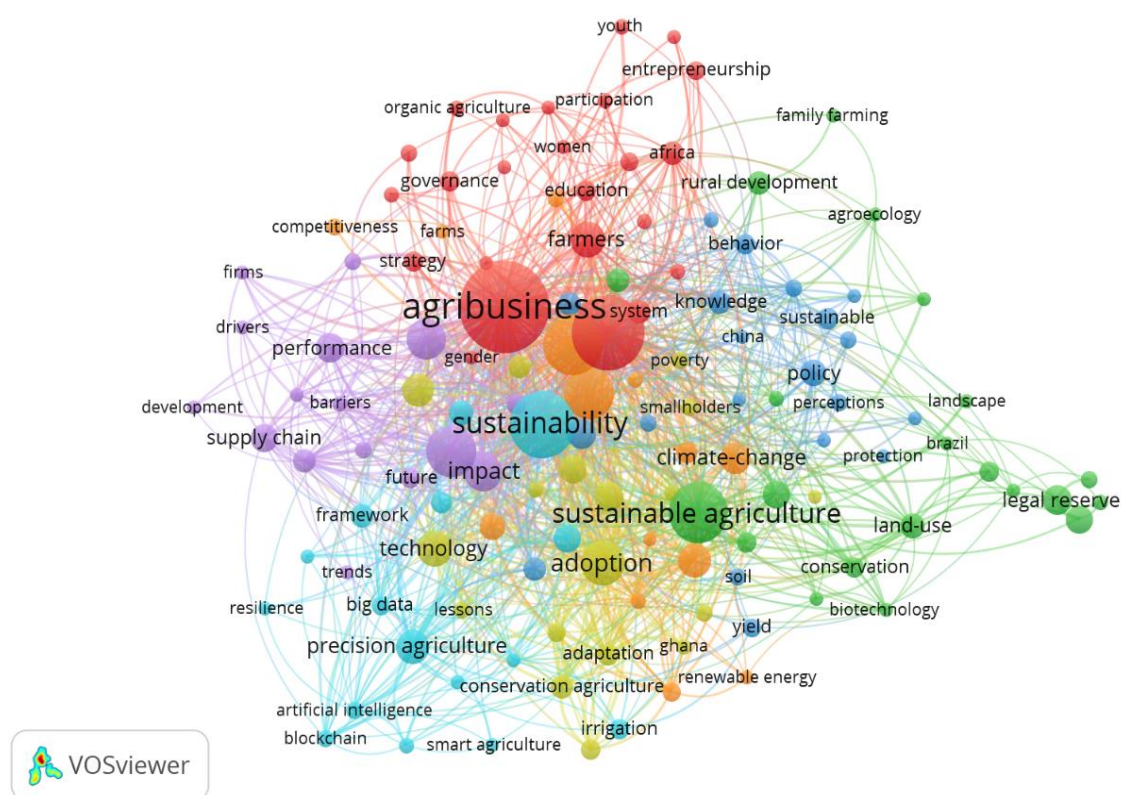 youth
entrepreneurship
organic agriculture
participation
family farming
women
africa
governance
education
rural development
agroecology
competitiveness
farms
farmers
behavior
strategy
firms
agribusiness
system
knowledge
sustainable
drivers
performance
gender
china
poverty
policy
development
barriers
smallholders
perceptions
landscape
supply chain
sustainability
brazil
climate-change
protection
future
impact
legal reserve
framework
sustainable agriculture
land-use
technology
adoption
conservation
trends
soil
resilience
big data
lessons
biotechnology
yield
precision agriculture
adaptation
ghana
conservation agriculture
renewable energy
artificial intelligence
irrigation
blockchain
smart agriculture
VOSviewer